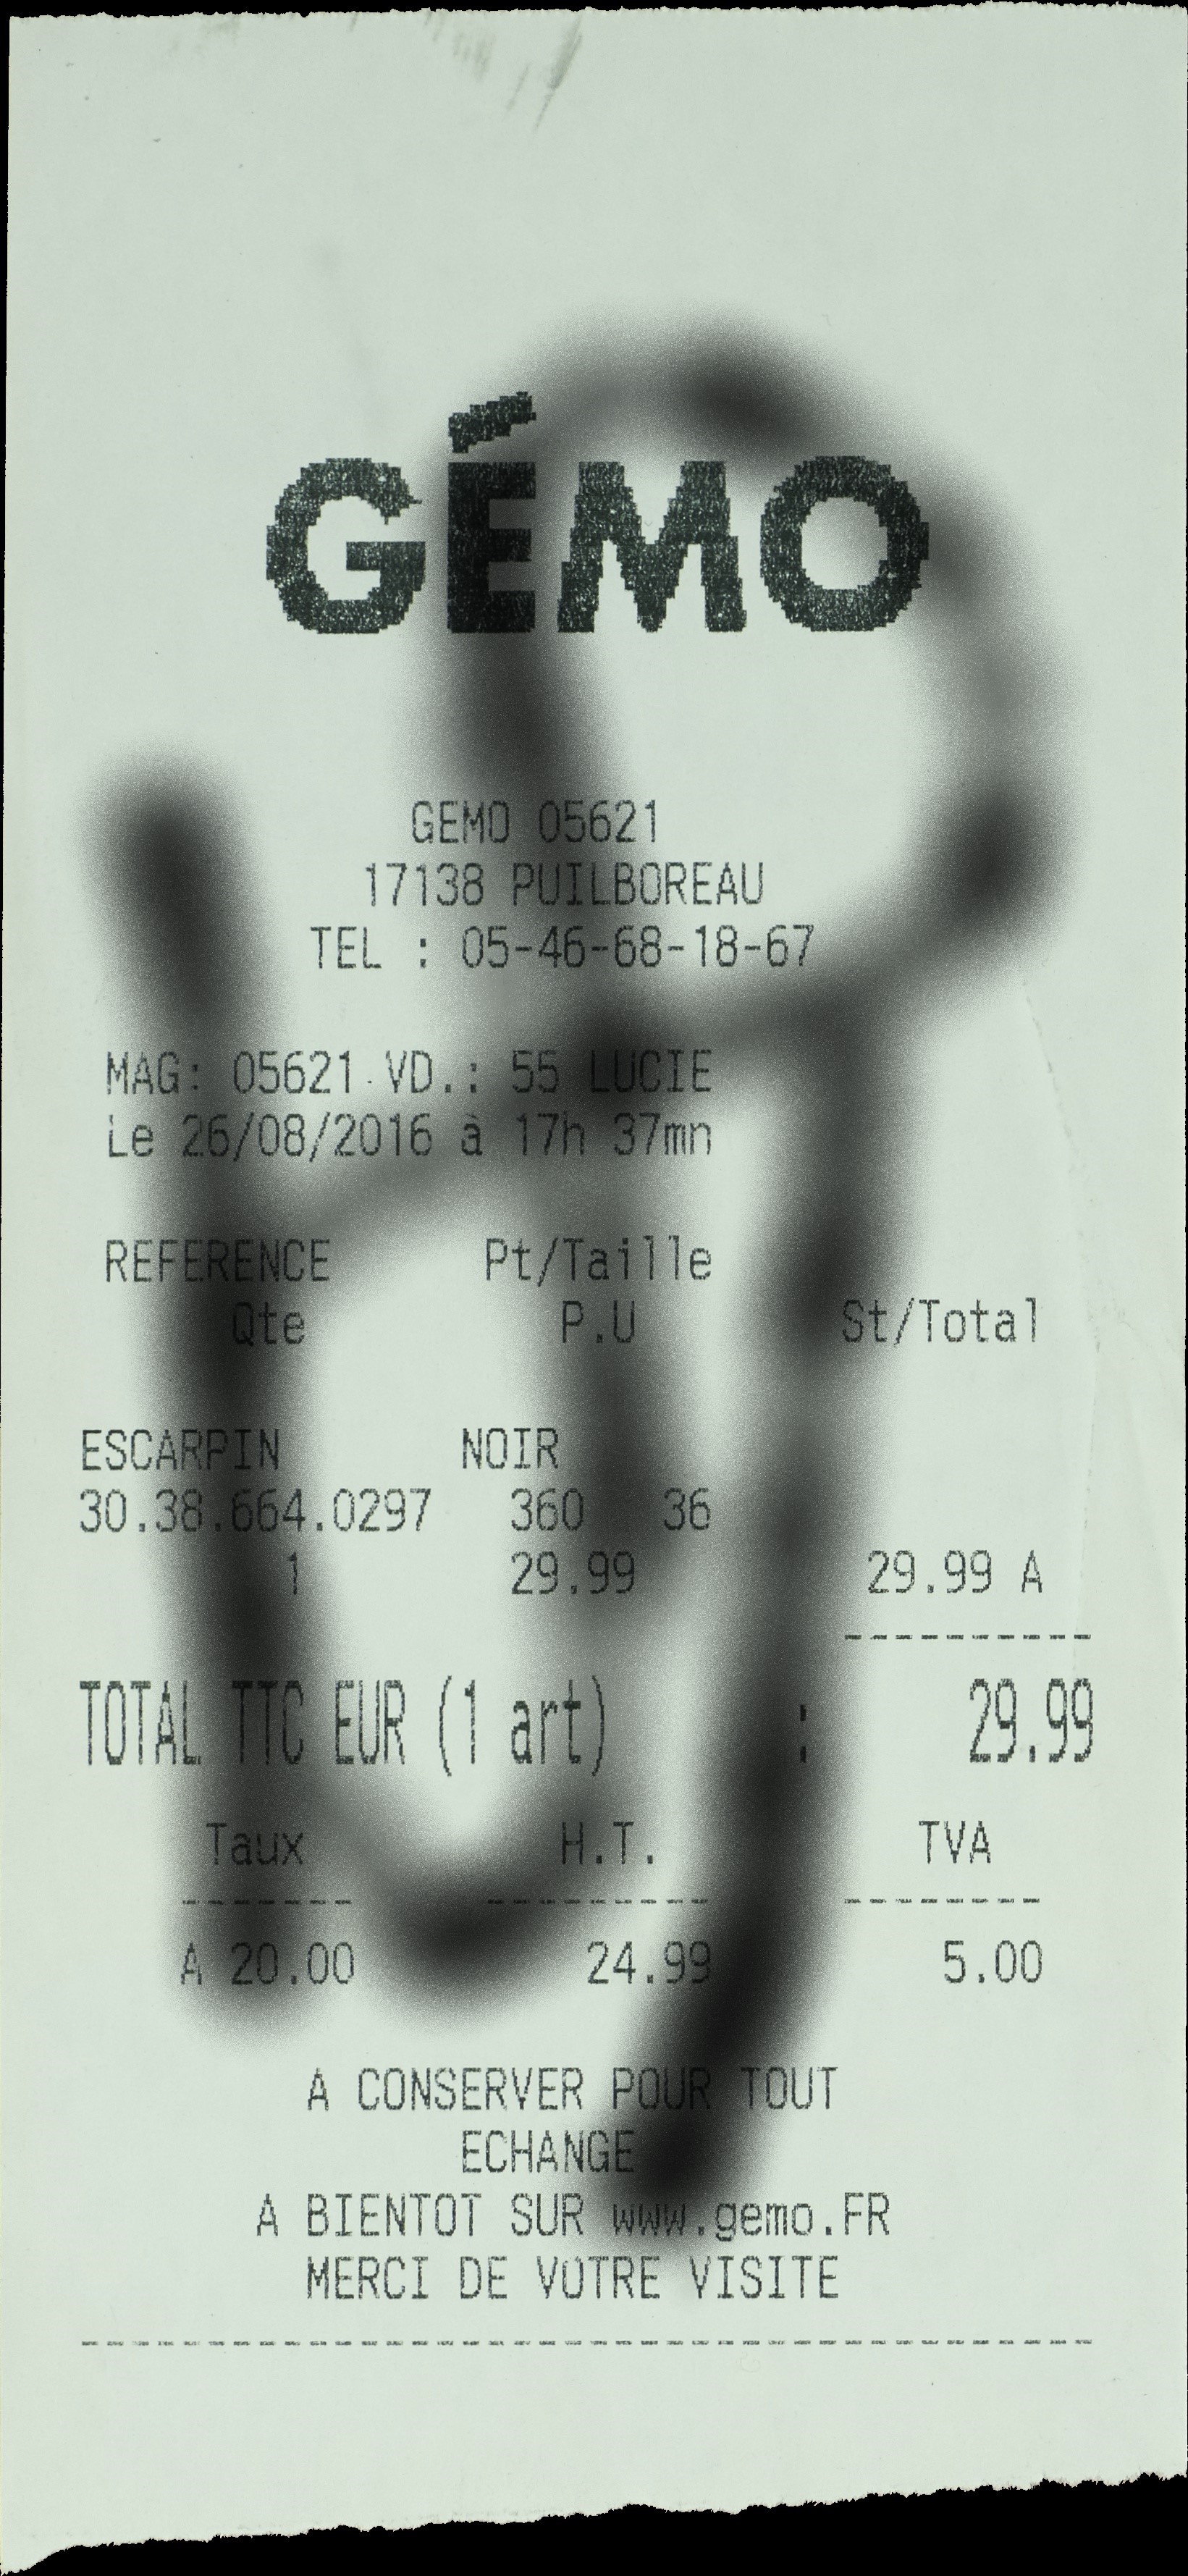 GÉMO
GEMO 05621
17138 PUILBOREAU
TEL : 05-46-68-18-67
MAG: 05621 VD.: 55 LUCIE
Le 26/08/2016 à 17h 37mn
REFERENCE Pt/Taille
Qte P.U St/Total
ESCARPIN NOIR
30.38.664.0297 360 36
1 29.99 29.99 A
----------
TOTAL TTC EUR (1 art) : 29.99
Taux H.T. TVA
------- --------- --------
A 20.00 24.99 5.00
A CONSERVER POUR TOUT
ECHANGE
A BIENTOT SUR www.gemo.FR
MERCI DE VOTRE VISITE
----------------------------------------